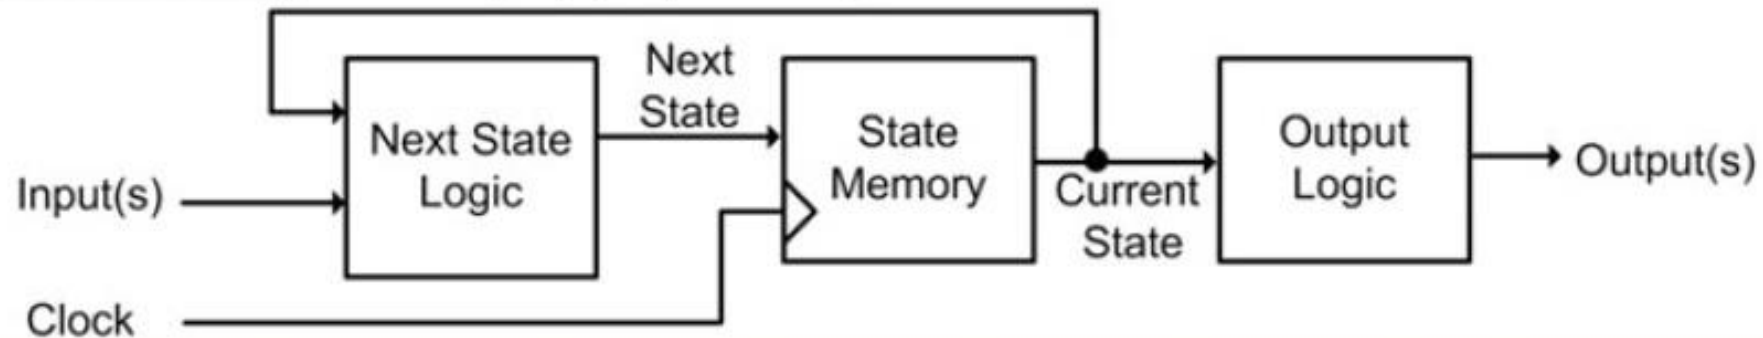 Next
State
Next State
Logic
State
Memory
Output
Logic
Input(s)
Output(s)
Current
State
Clock